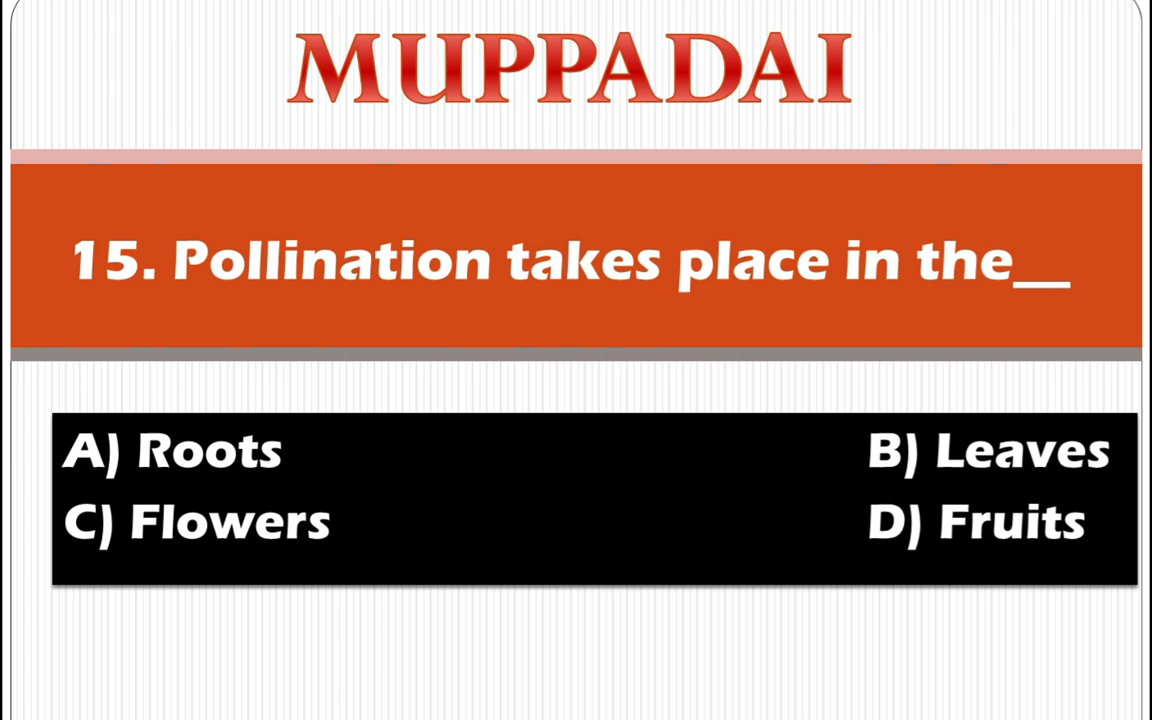 MUPPADAI
15. Pollination takes place in the__
A) Roots B) Leaves
C) Flowers D) Fruits